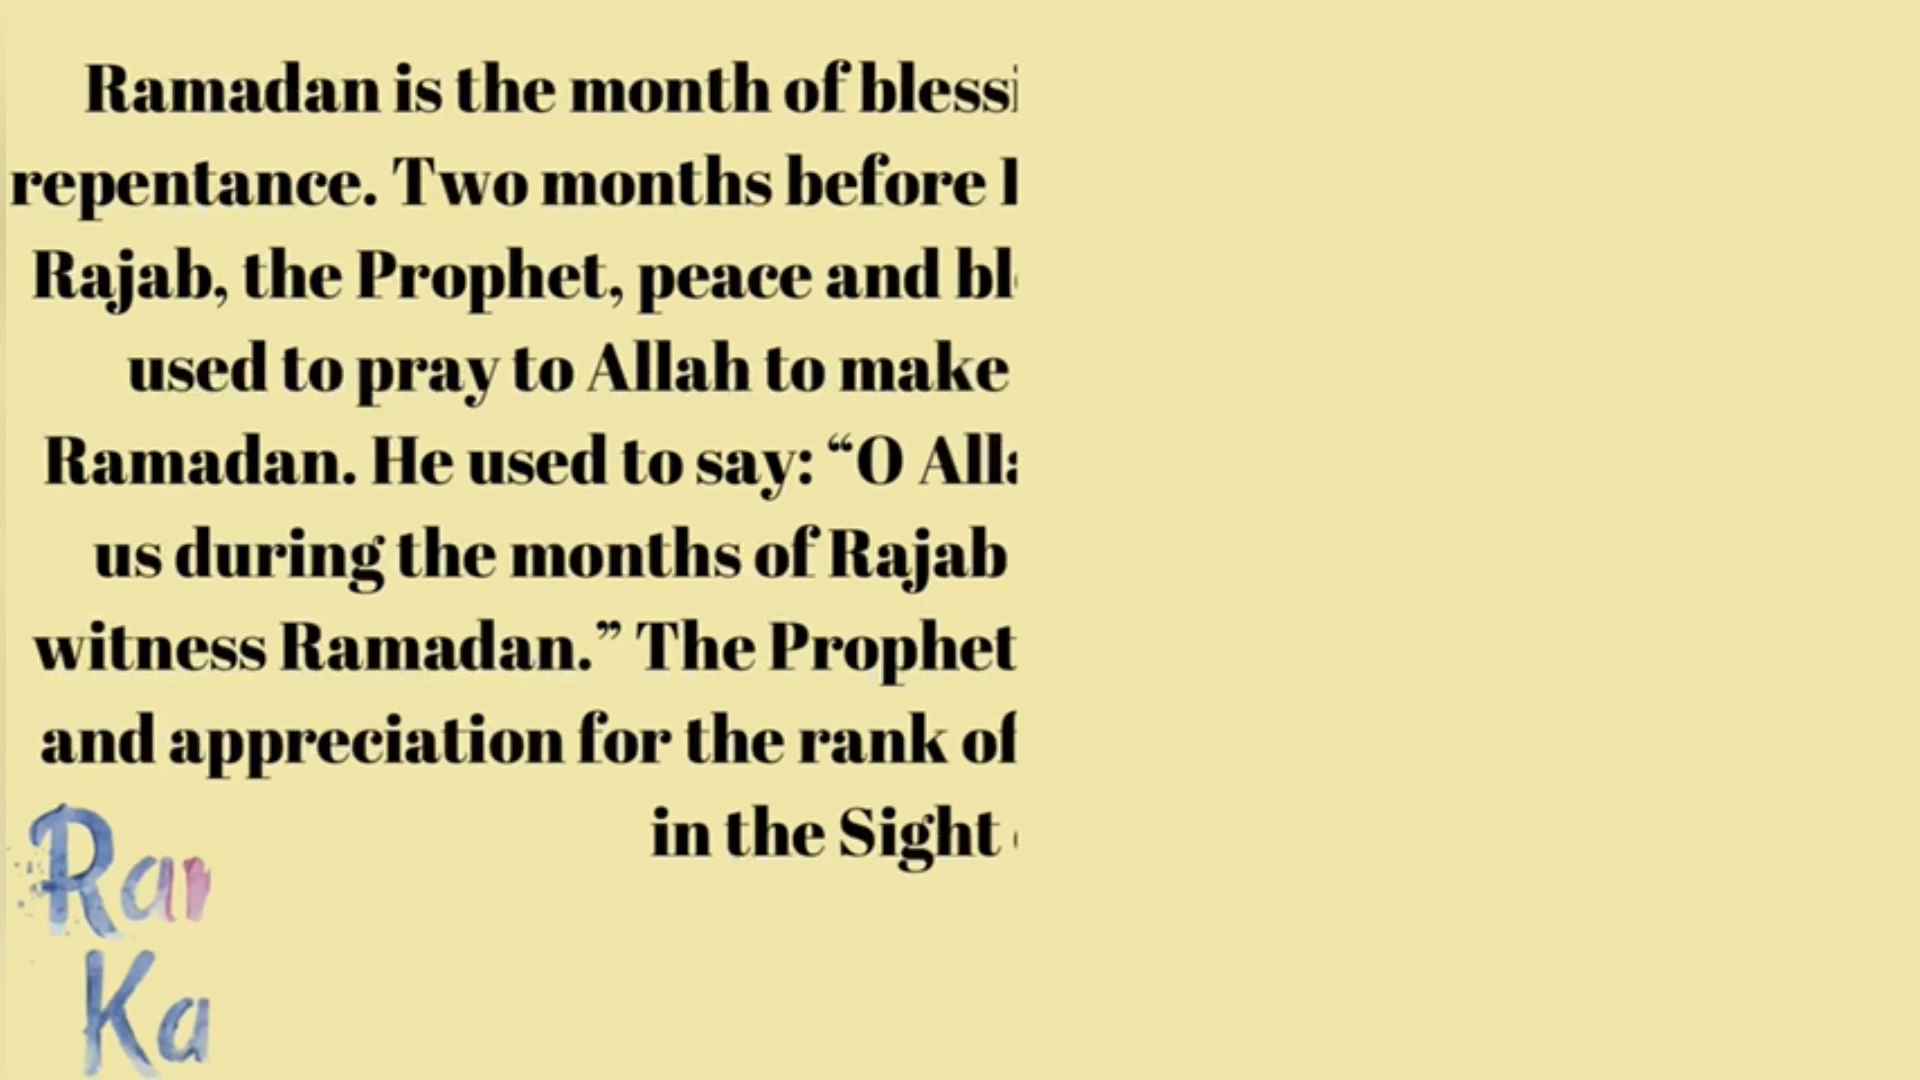 Ramadan is the month of
repentance. Two months before
Rajab, the Prophet, peace and
used to pray to Allah to make
Ramadan. He used to say: “O
us during the months of Rajab
witness Ramadan.” The Prophet
and appreciation for the rank of
in the Sight
Ka